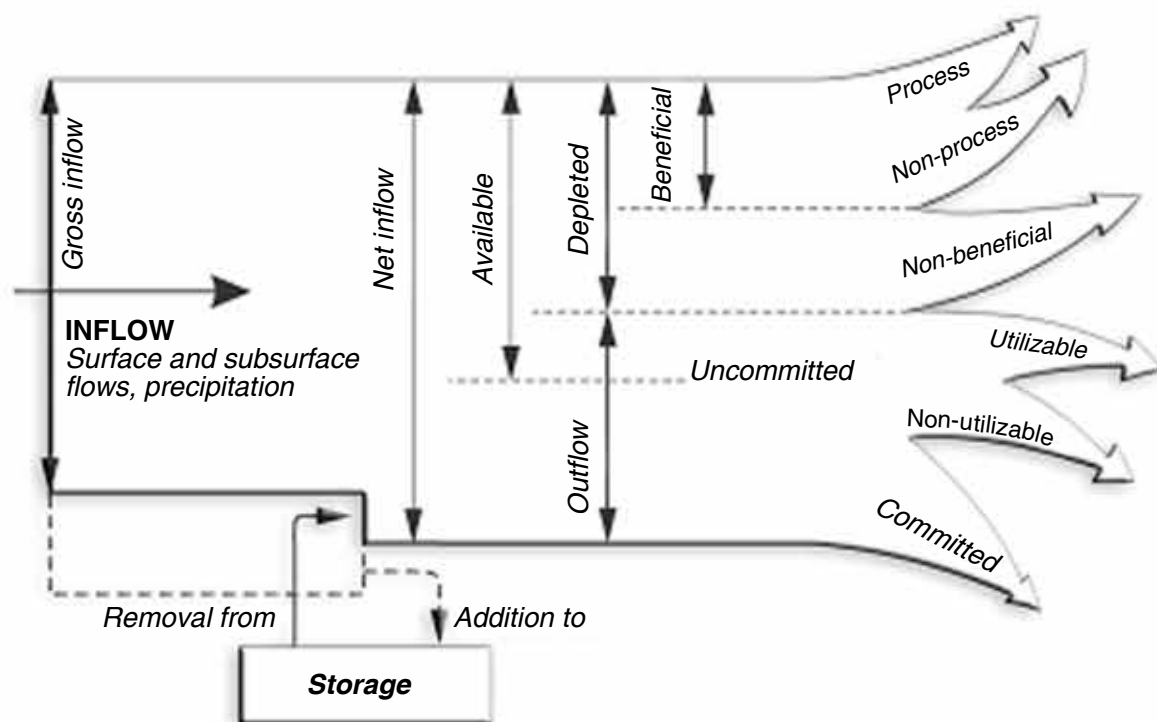 Process
Non-process
Beneficial
Gross inflow
Net inflow
Available
Depleted
Non-beneficial
INFLOW
Surface and subsurface
flows, precipitation
Utilizable
Uncommitted
Non-utilizable
Outflow
Committed
Removal from
Addition to
Storage